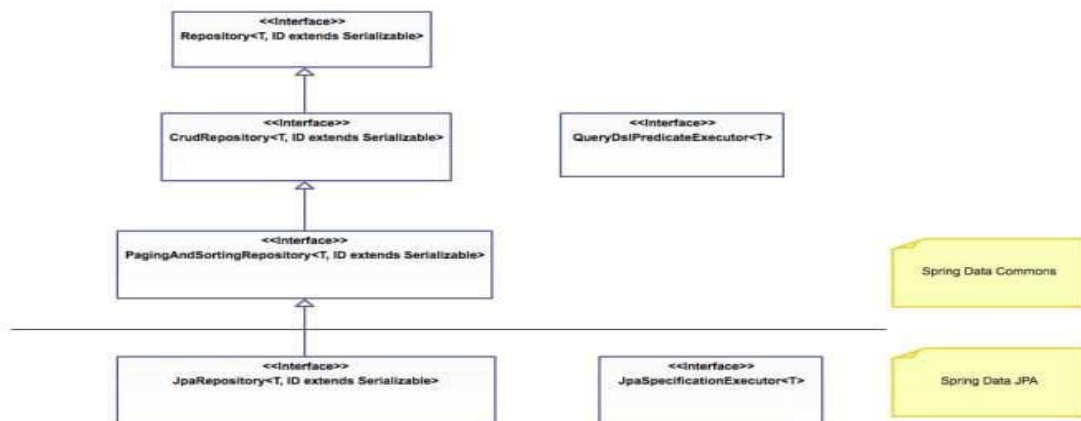 <<Interface>>
Repository<T, ID extends Serializable>
<<Interface>>
CrudRepository<T, ID extends Serializable>
<<Interface>>
QueryDslPredicateExecutor<T>
<<Interface>>
PagingAndSortingRepository<T, ID extends Serializable>
Spring Data Commons
<<Interface>>
JpaRepository<T, ID extends Serializable>
<<Interface>>
JpaSpecificationExecutor<T>
Spring Data JPA